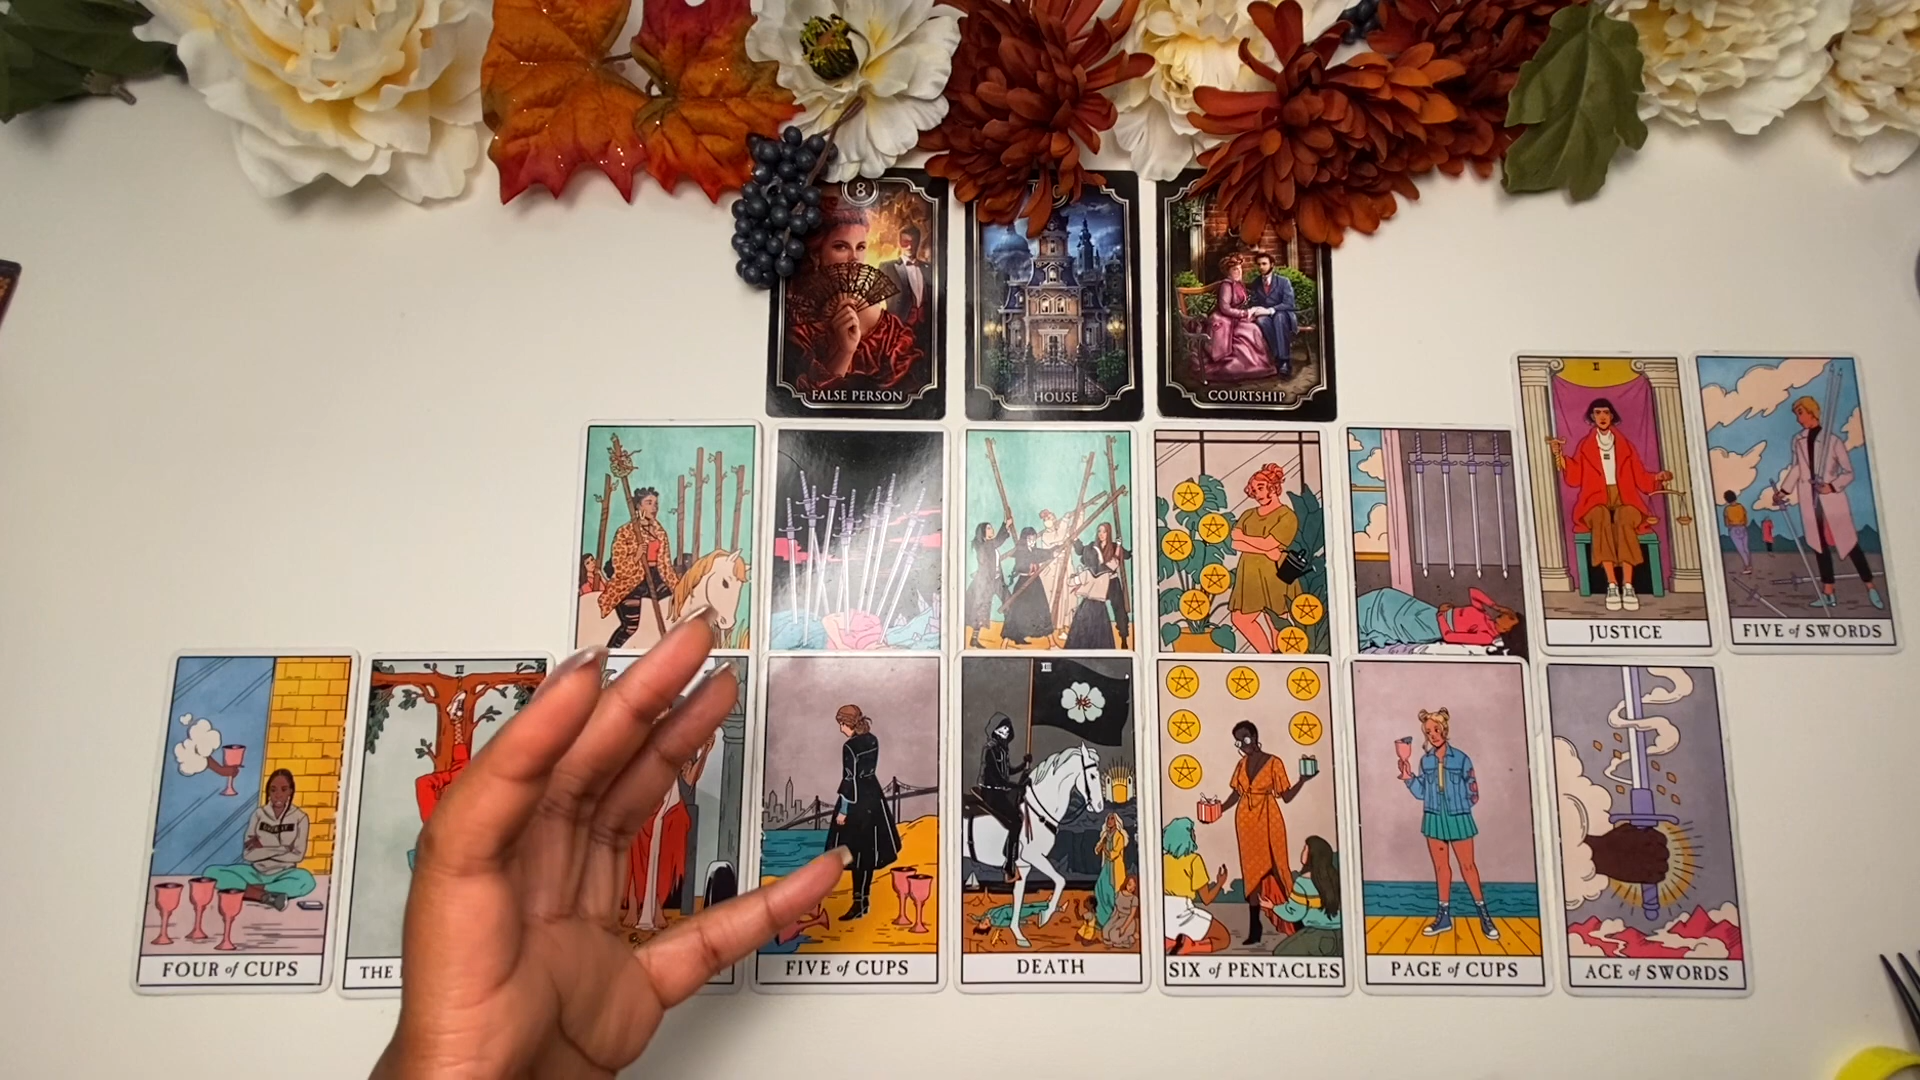 8
FALSE PERSON
HOUSE
COURTSHIP
JUSTICE
FIVE of SWORDS
FOUR of CUPS
THE
FIVE of CUPS
XIII
DEATH
SIX of PENTACLES
PAGE of CUPS
ACE of SWORDS